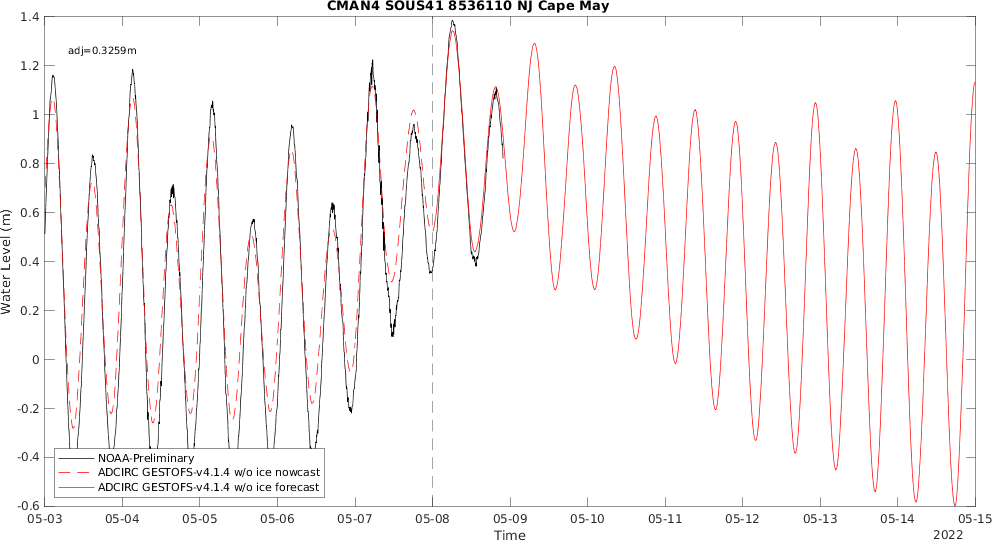 CMAN4 SOUS41 8536110 NJ Cape May
adj=0.3259m
1.4
1.2
1
0.8
0.6
0.4
0.2
0
-0.2
-0.4
-0.6
Water Level (m)
NOAA-Preliminary
ADCIRC GESTOFS-v4.1.4 w/o ice nowcast
ADCIRC GESTOFS-v4.1.4 w/o ice forecast
05-03 05-04 05-05 05-06 05-07 05-08 05-09 05-10 05-11 05-12 05-13 05-14 05-15
Time
2022